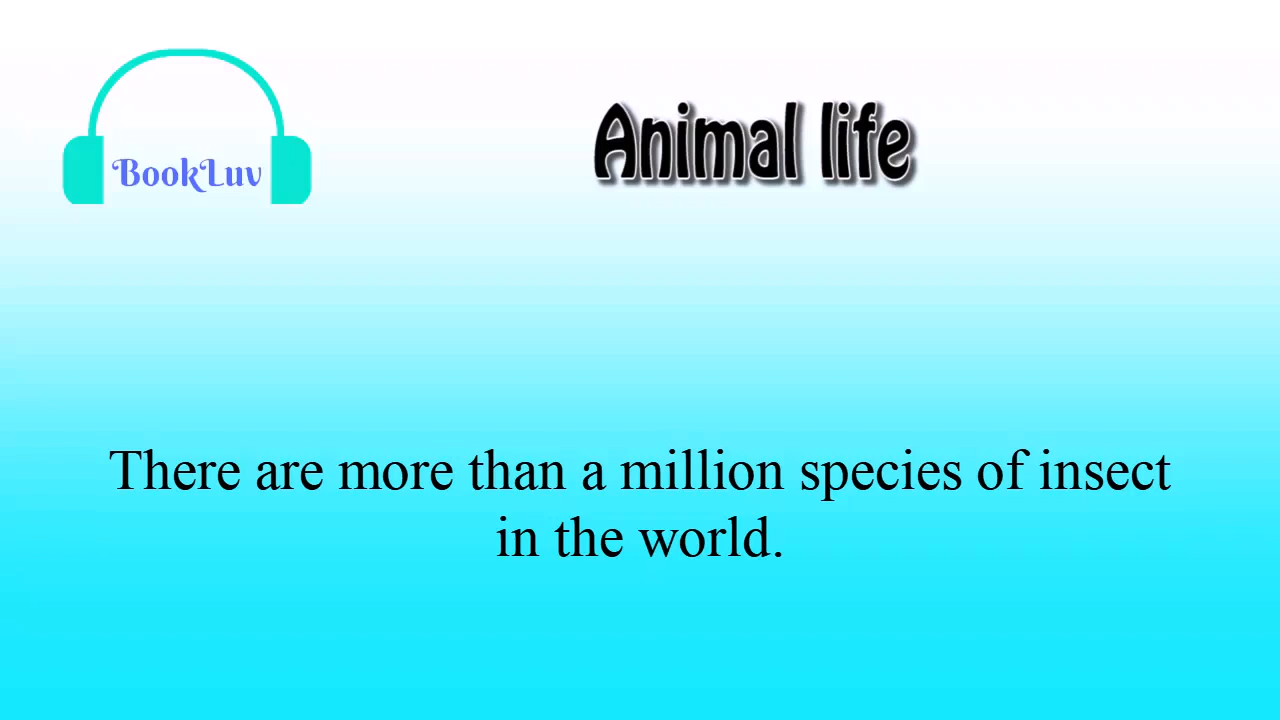 BookLuv
Animal life
There are more than a million species of insect
in the world.